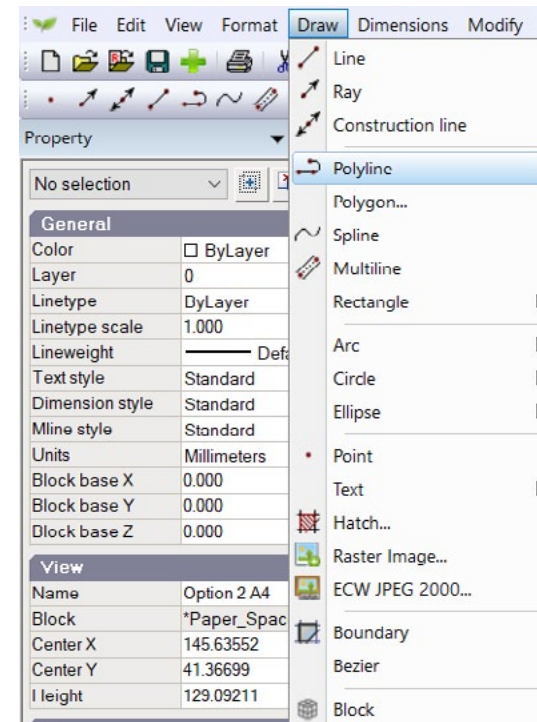 File Edit View Format Draw Dimensions Modify
Property
No selection
General
Color ByLayer
Layer 0
Linetype ByLayer
Linetype scale 1.000
Lineweight
Text style Standard
Dimension style Standard
Mline style Standard
Units Millimeters
Block base X 0.000
Block base Y 0.000
Block base Z 0.000
View
Name Option 2 A4
Block *Paper_Spac
Center X 145.63552
Center Y 41.36699
Height 129.09211
Line
Ray
Construction line
Polyline
Polygon...
Spline
Multiline
Rectangle
Arc
Circle
Ellipse
Point
Text
Hatch...
Raster Image...
ECW JPEG 2000...
Boundary
Bezier
Block